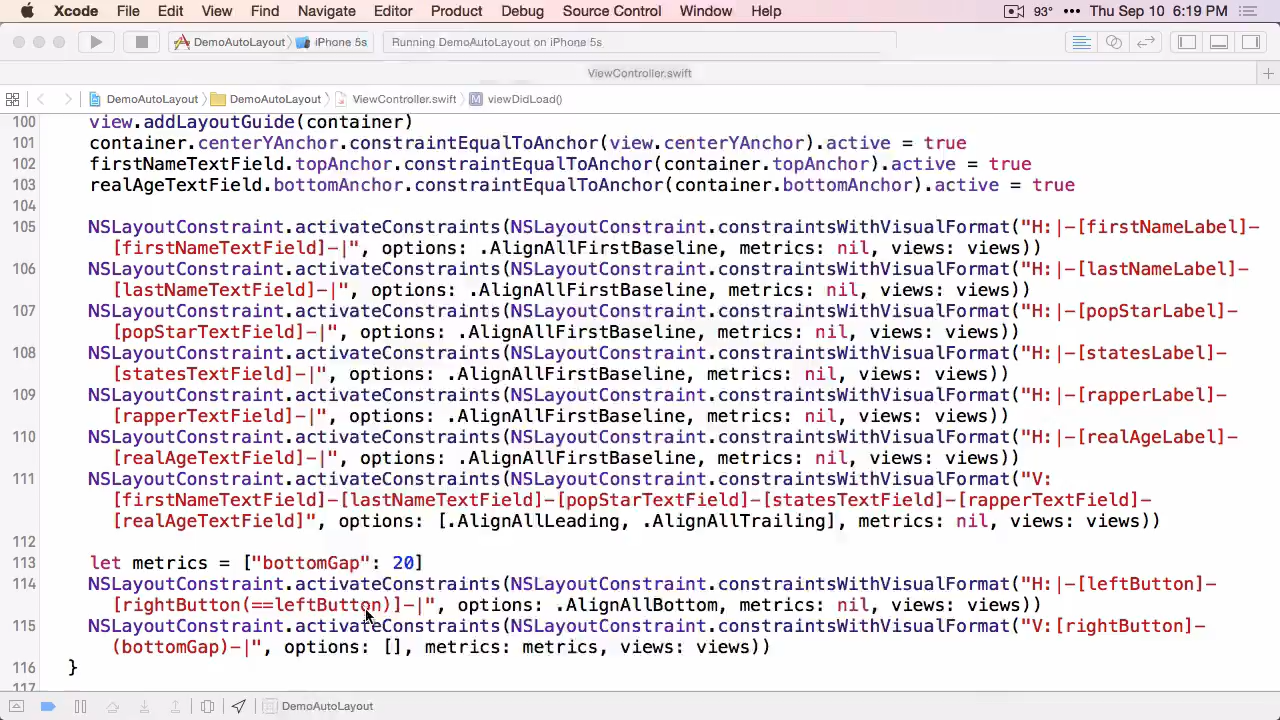 Xcode File Edit View Find Navigate Editor Product Debug Source Control Window Help 93° ••• Thu Sep 10 6:19 PM
DemoAutoLayout iPhone 5s Running DemoAutoLayout on iPhone 5s
ViewController.swift
DemoAutoLayout DemoAutoLayout ViewController.swift M viewDidLoad()
100 view.addLayoutGuide(container)
101 container.centerYAnchor.constraintEqualToAnchor(view.centerYAnchor).active = true
102 firstNameTextField.topAnchor.constraintEqualToAnchor(container.topAnchor).active = true
103 realAgeTextField.bottomAnchor.constraintEqualToAnchor(container.bottomAnchor).active = true
104
105 NSLayoutConstraint.activateConstraints(NSLayoutConstraint.constraintsWithVisualFormat("H:|-[firstNameLabel]-
[firstNameTextField]-|", options: .AlignAllFirstBaseline, metrics: nil, views: views))
106 NSLayoutConstraint.activateConstraints(NSLayoutConstraint.constraintsWithVisualFormat("H:|-[lastNameLabel]-
[lastNameTextField]-|", options: .AlignAllFirstBaseline, metrics: nil, views: views))
107 NSLayoutConstraint.activateConstraints(NSLayoutConstraint.constraintsWithVisualFormat("H:|-[popStarLabel]-
[popStarTextField]-|", options: .AlignAllFirstBaseline, metrics: nil, views: views))
108 NSLayoutConstraint.activateConstraints(NSLayoutConstraint.constraintsWithVisualFormat("H:|-[statesLabel]-
[statesTextField]-|", options: .AlignAllFirstBaseline, metrics: nil, views: views))
109 NSLayoutConstraint.activateConstraints(NSLayoutConstraint.constraintsWithVisualFormat("H:|-[rapperLabel]-
[rapperTextField]-|", options: .AlignAllFirstBaseline, metrics: nil, views: views))
110 NSLayoutConstraint.activateConstraints(NSLayoutConstraint.constraintsWithVisualFormat("H:|-[realAgeLabel]-
[realAgeTextField]-|", options: .AlignAllFirstBaseline, metrics: nil, views: views))
111 NSLayoutConstraint.activateConstraints(NSLayoutConstraint.constraintsWithVisualFormat("V:
[firstNameTextField]-[lastNameTextField]-[popStarTextField]-[statesTextField]-[rapperTextField]-
[realAgeTextField]", options: [.AlignAllLeading, .AlignAllTrailing], metrics: nil, views: views))
112
113 let metrics = ["bottomGap": 20]
114 NSLayoutConstraint.activateConstraints(NSLayoutConstraint.constraintsWithVisualFormat("H:|-[leftButton]-
[rightButton(==leftButton)]-|", options: .AlignAllBottom, metrics: nil, views: views))
115 NSLayoutConstraint.activateConstraints(NSLayoutConstraint.constraintsWithVisualFormat("V:[rightButton]-
(bottomGap)-|", options: [], metrics: metrics, views: views))
116 }
117
DemoAutoLayout